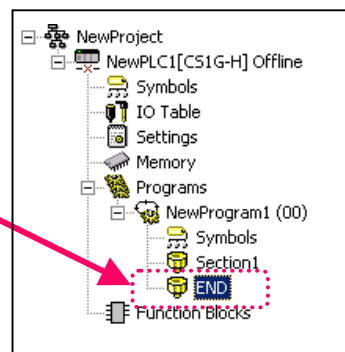 NewProject
NewPLC1[CS1G-H] Offline
Symbols
IO Table
Settings
Memory
Programs
NewProgram1 (00)
Symbols
Section1
END
Function Blocks